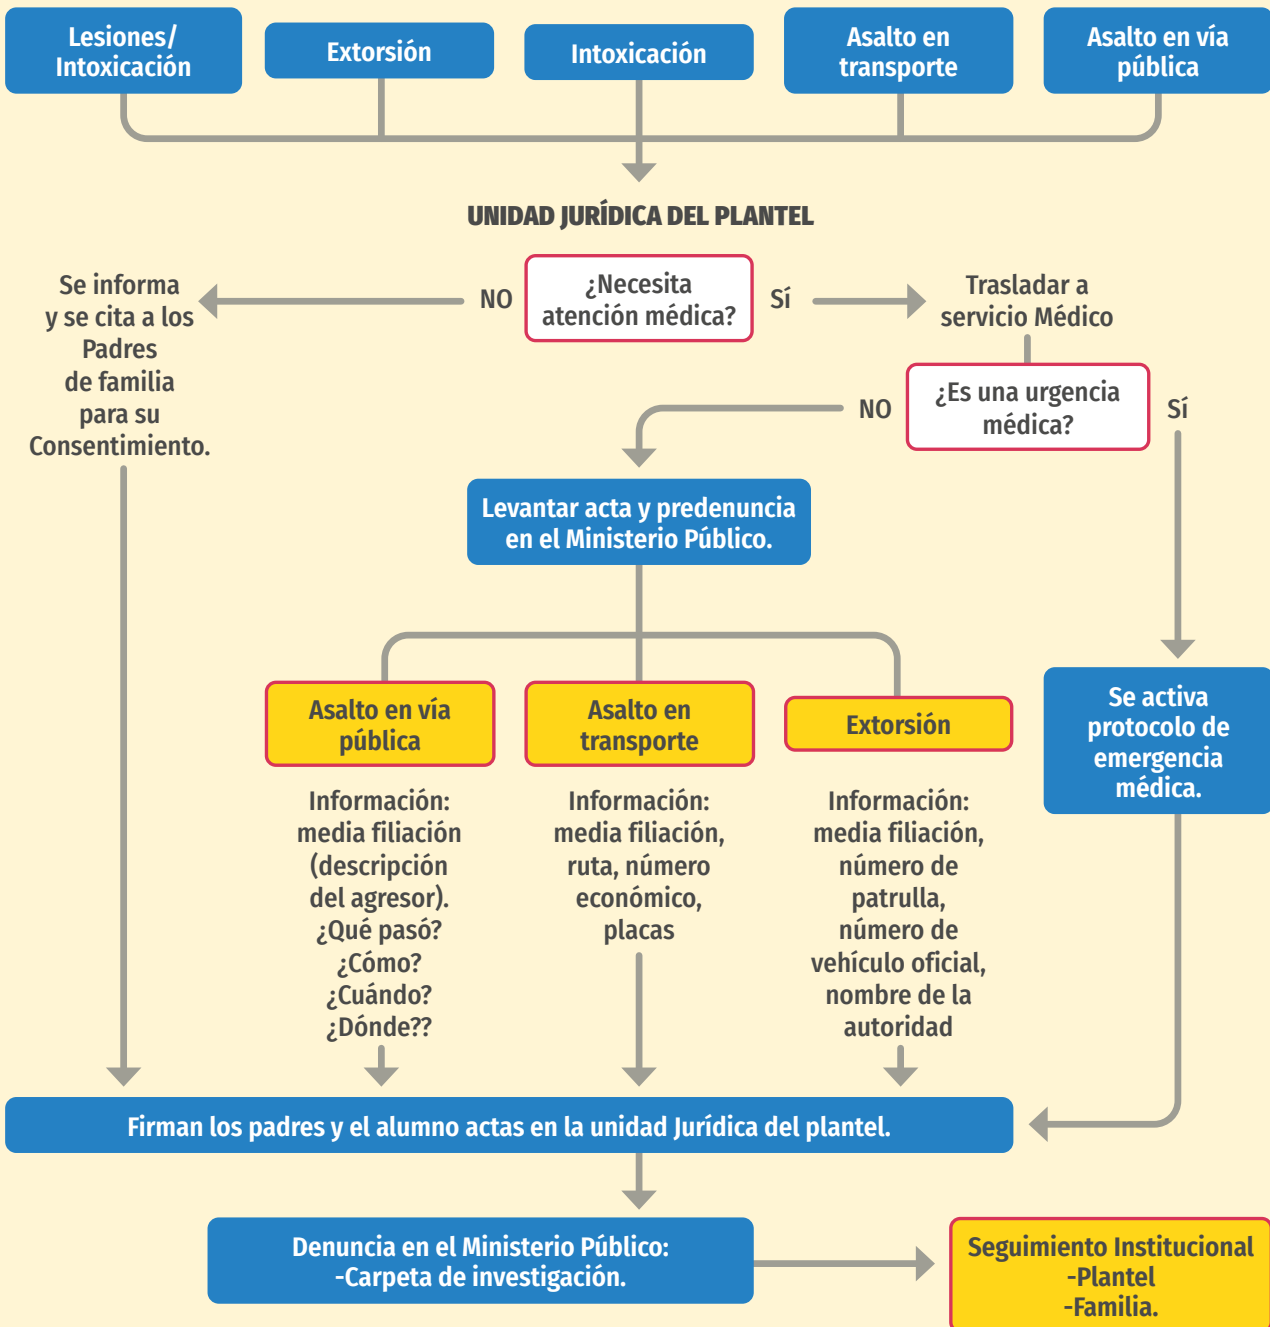 Lesiones/
Intoxicación
Extorsión
Intoxicación
Asalto en
transporte
Asalto en vía
pública
UNIDAD JURÍDICA DEL PLANTEL
Se informa
y se cita a los
Padres
de familia
para su
Consentimiento.
NO
¿Necesita
atención médica?
Sí
Trasladar a
servicio Médico
NO
¿Es una urgencia
médica?
Sí
Levantar acta y predenuncia
en el Ministerio Público.
Asalto en vía
pública
Asalto en
transporte
Extorsión
Se activa
protocolo de
emergencia
médica.
Información:
media filiación
(descripción
del agresor).
¿Qué pasó?
¿Cómo?
¿Cuándo?
¿Dónde??
Información:
media filiación,
ruta, número
económico,
placas
Información:
media filiación,
número de
patrulla,
número de
vehículo oficial,
nombre de la
autoridad
Firman los padres y el alumno actas en la unidad Jurídica del plantel.
Denuncia en el Ministerio Público:
-Carpeta de investigación.
Seguimiento Institucional
-Plantel
-Familia.